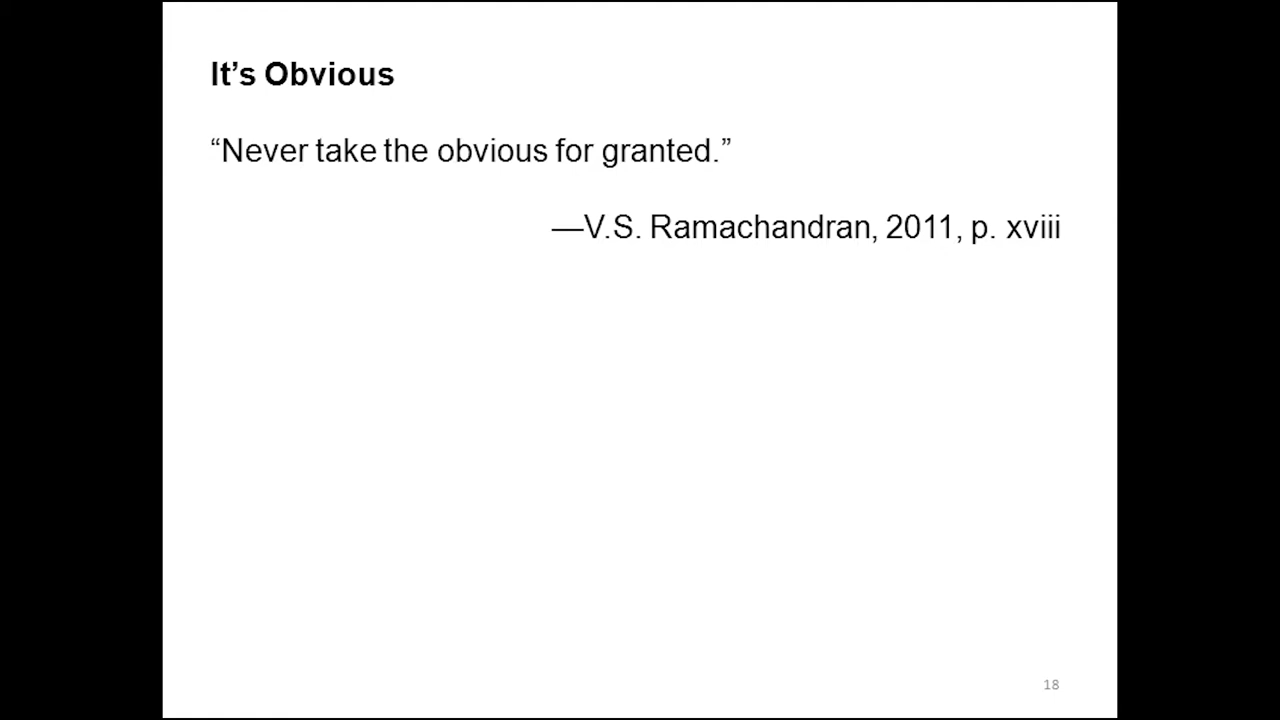 It’s Obvious
“Never take the obvious for granted.”
—V.S. Ramachandran, 2011, p. xviii
18